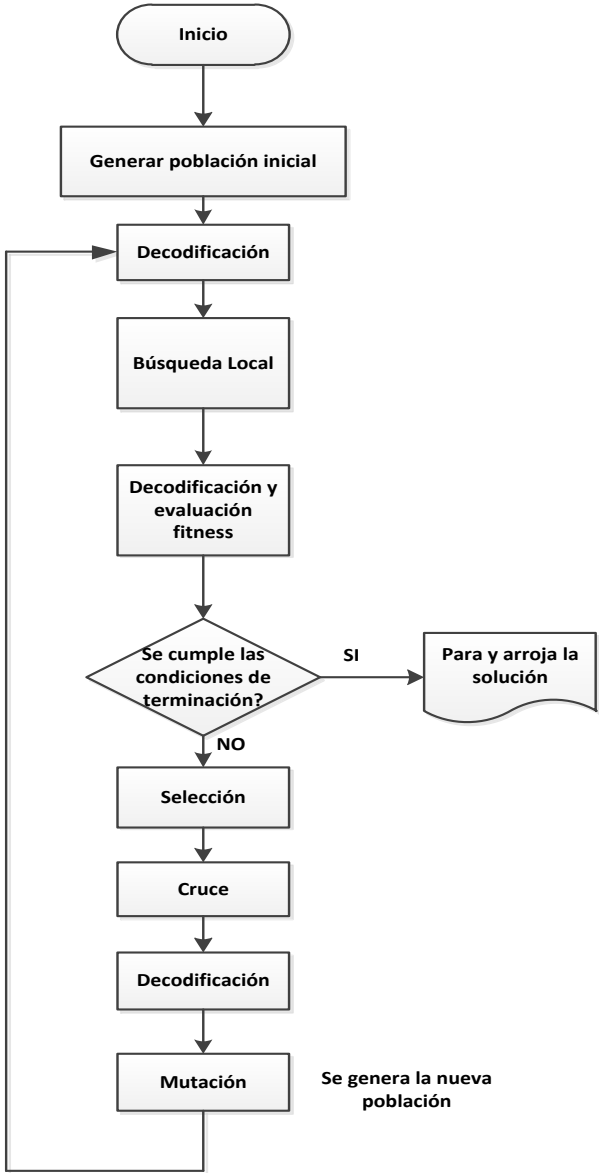 Inicio
Generar población inicial
Decodificación
Búsqueda Local
Decodificación y
evaluación
fitness
Se cumple las
condiciones de
terminación?
SI
Para y arroja la
solución
NO
Selección
Cruce
Decodificación
Mutación
Se genera la nueva
población